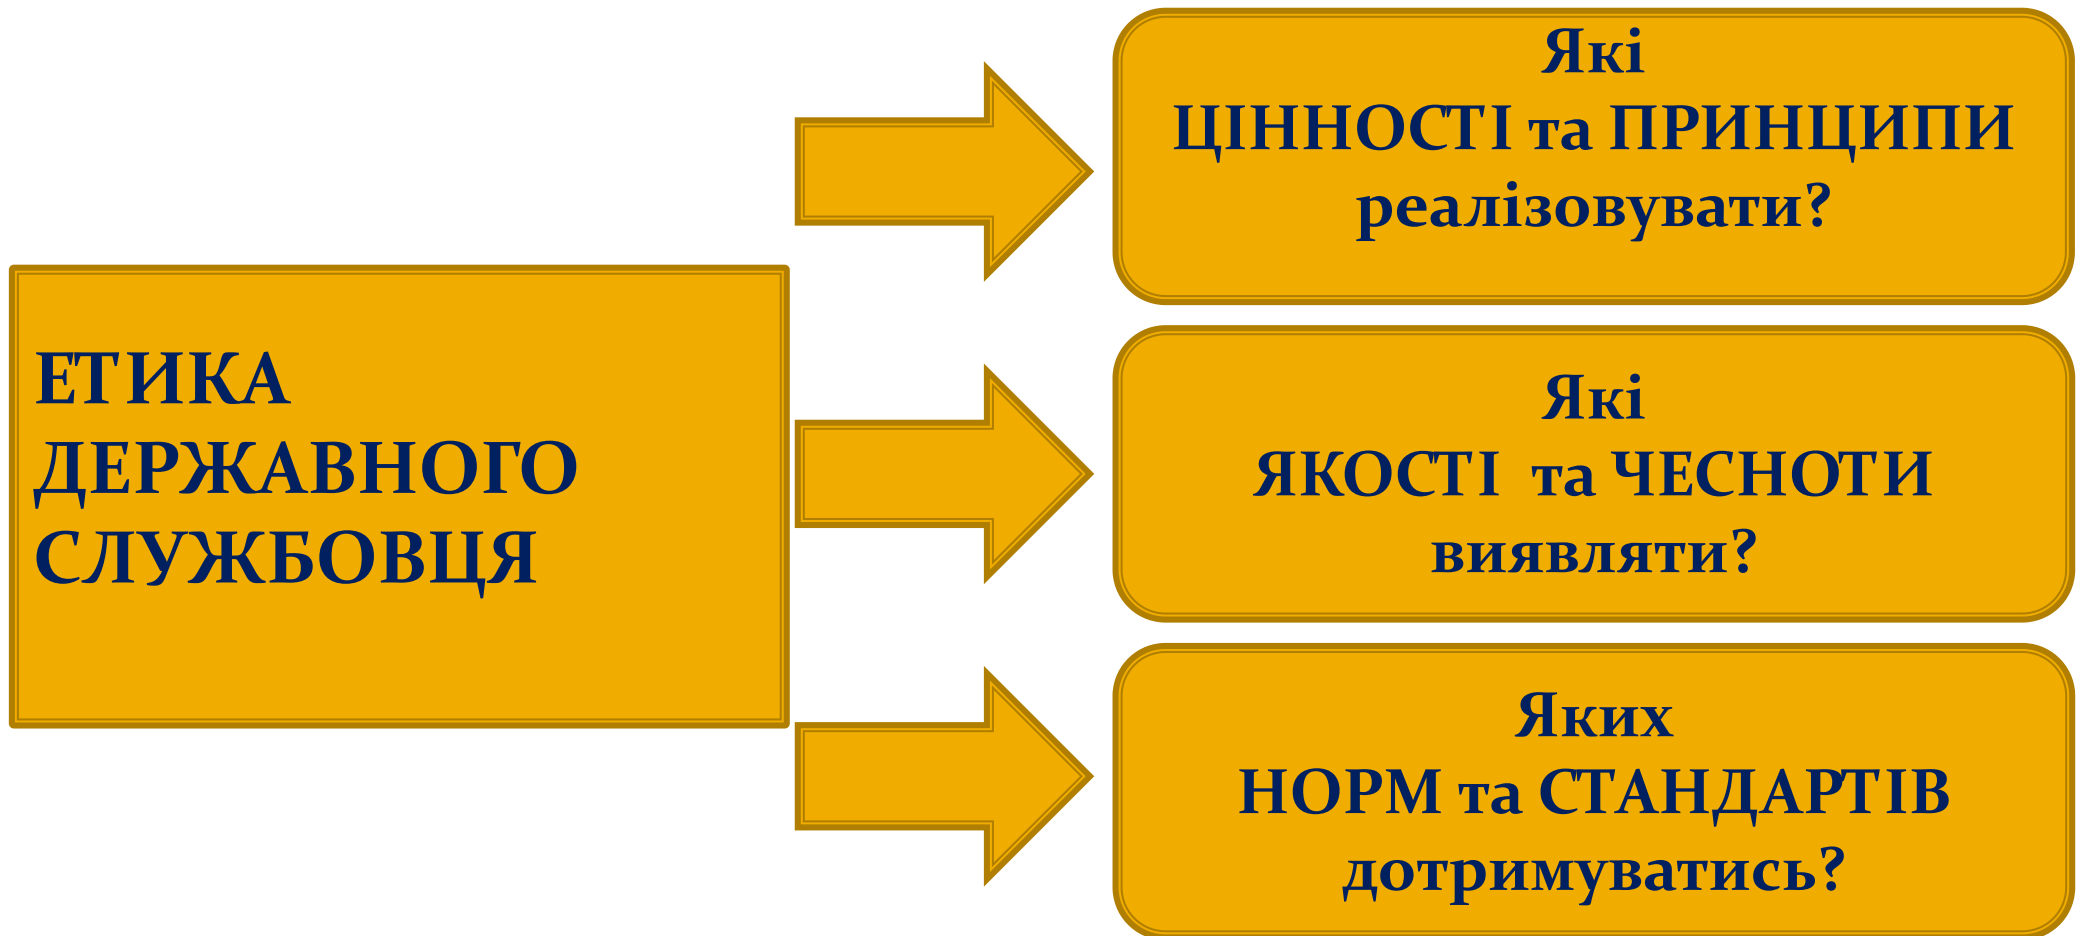 ЕТИКА
ДЕРЖАВНОГО
СЛУЖБОВЦЯ
Які
ЦІННОСТІ та ПРИНЦИПИ
реалізовувати?
Які
ЯКОСТІ та ЧЕСНОТИ
виявляти?
Яких
НОРМ та СТАНДАРТІВ
дотримуватись?